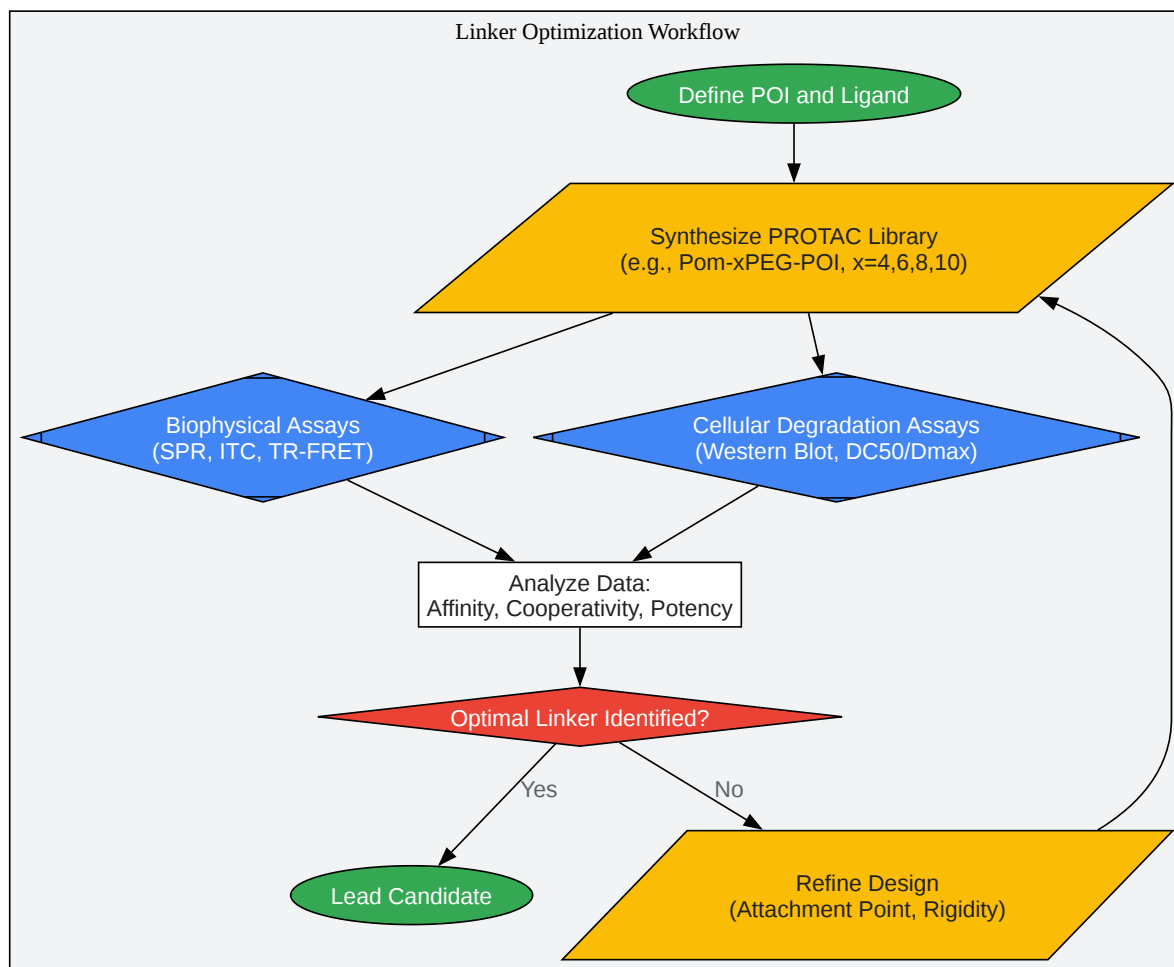 Linker Optimization Workflow
Define POI and Ligand
Synthesize PROTAC Library
(e.g., Pom-xPEG-POI, x=4,6,8,10)
Biophysical Assays
(SPR, ITC, TR-FRET)
Cellular Degradation Assays
(Western Blot, DC50/Dmax)
Analyze Data:
Affinity, Cooperativity, Potency
Optimal Linker Identified?
Yes
No
Lead Candidate
Refine Design
(Attachment Point, Rigidity)